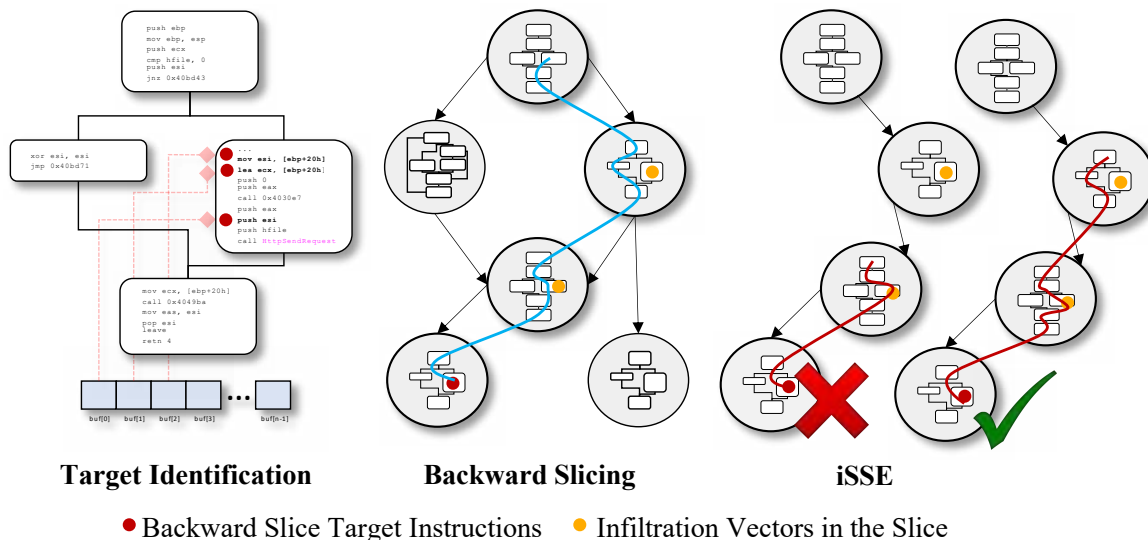 push ebp
mov ebp, esp
push ecx
cmp hfile, 0
push esi
jnz 0x40bd43
xor esi, esi
jmp 0x40bd71
...
mov esi, [ebp+20h]
lea ecx, [ebp+20h]
push 0
push eax
call 0x4030e7
push eax
push esi
push hfile
call HttpSendRequest
mov ecx, [ebp+20h]
call 0x4049ba
mov eas, esi
pop esi
leave
retn 4
buf[0] buf[1] buf[2] buf[3] ... buf[n-1]
Target Identification Backward Slicing iSSE
Backward Slice Target Instructions Infiltration Vectors in the Slice